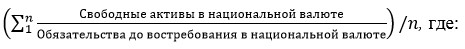 (∑₁ⁿ Свободные активы в национальной валюте / Обязательства до востребования в национальной валюте) /n, где: